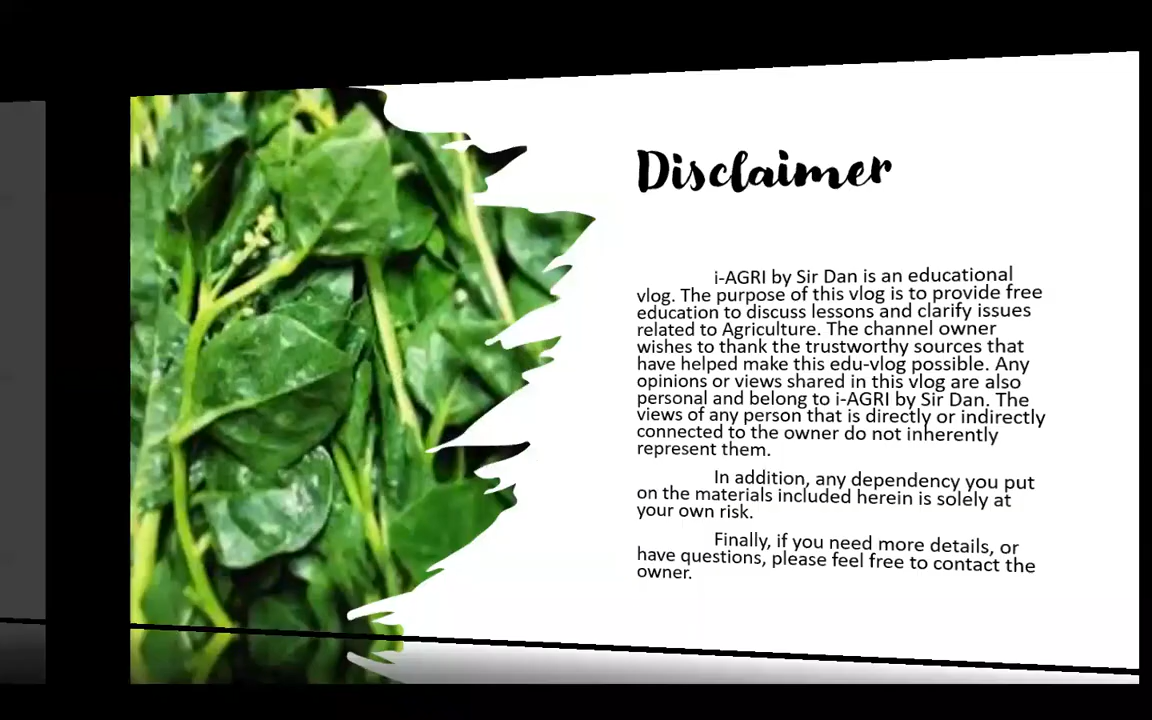 Disclaimer
i-AGRI by Sir Dan is an educational
vlog. The purpose of this vlog is to provide free
education to discuss lessons and clarify issues
related to Agriculture. The channel owner
wishes to thank the trustworthy sources that
have helped make this edu-vlog possible. Any
opinions or views shared in this vlog are also
personal and belong to i-AGRI by Sir Dan. The
views of any person that is directly or indirectly
connected to the owner do not inherently
represent them.
In addition, any dependency you put
on the materials included herein is solely at
your own risk.
Finally, if you need more details, or
have questions, please feel free to contact the
owner.